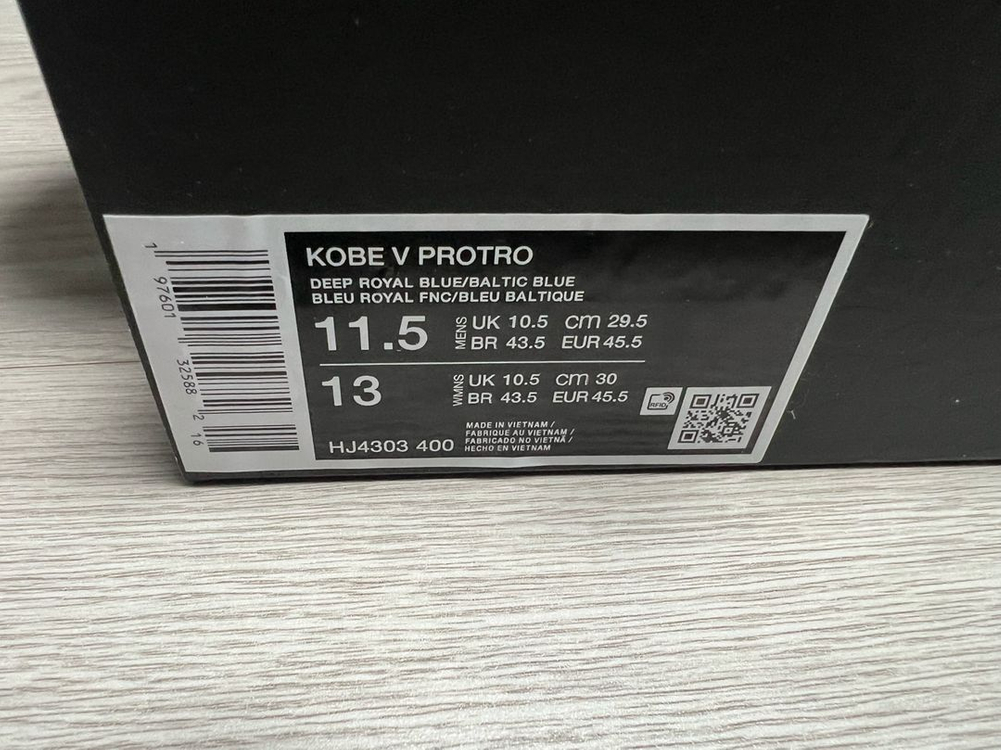 KOBE V PROTRO
DEEP ROYAL BLUE/BALTIC BLUE
BLEU ROYAL FNC/BLEU BALTIQUE
11.5 MENS UK 10.5 cm 29.5
BR 43.5 EUR 45.5
13 WMNS UK 10.5 cm 30
BR 43.5 EUR 45.5
RFID
HJ4303 400
MADE IN VIETNAM /
FABRIQUE AU VIETNAM /
FABRICADO NO VIETNÃ /
HECHO EN VIETNAM
1 97601 32588 2 16